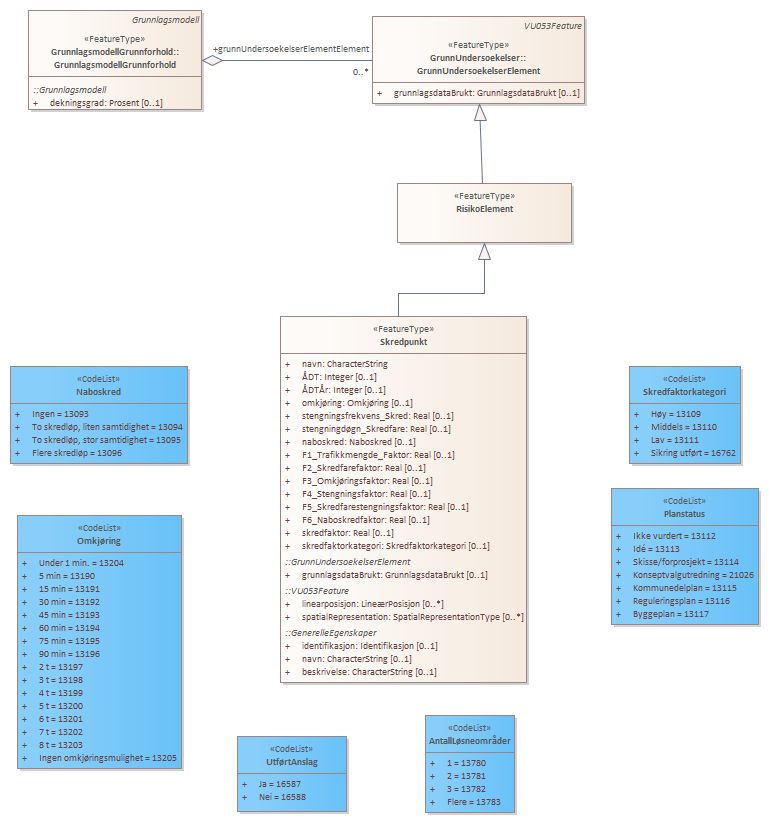 Grunnlagsmodell
«FeatureType»
GrunnlagsmodellGrunnforhold::
GrunnlagsmodellGrunnforhold
::Grunnlagsmodell
+ dekningsgrad: Prosent [0..1]
+grunnUndersoekelserElementElement
0..*
VU053Feature
«FeatureType»
GrunnUndersoekelser::
GrunnUndersoekelserElement
+ grunnlagsdataBrukt: GrunnlagsdataBrukt [0..1]
«FeatureType»
RisikoElement
«FeatureType»
Skredpunkt
+ navn: CharacterString
+ ÅDT: Integer [0..1]
+ ÅDTÅr: Integer [0..1]
+ omkjøring: Omkjøring [0..1]
+ stengningsfrekvens_Skred: Real [0..1]
+ stengningdøgn_Skredfare: Real [0..1]
+ naboskred: Naboskred [0..1]
+ F1_Trafikkmengde_Faktor: Real [0..1]
+ F2_Skredfarefaktor: Real [0..1]
+ F3_Omkjøringsfaktor: Real [0..1]
+ F4_Stengningsfaktor: Real [0..1]
+ F5_Skredfarestengningsfaktor: Real [0..1]
+ F6_Naboskredfaktor: Real [0..1]
+ skredfaktor: Real [0..1]
+ skredfaktorkategori: Skredfaktorkategori [0..1]
::GrunnUndersoekelserElement
+ grunnlagsdataBrukt: GrunnlagsdataBrukt [0..1]
::VU053Feature
+ linearposisjon: LineærPosisjon [0..*]
+ spatialRepresentation: SpatialRepresentationType [0..*]
::GenerelleEgenskaper
+ identifikasjon: Identifikasjon [0..1]
+ navn: CharacterString [0..1]
+ beskrivelse: CharacterString [0..1]
«CodeList»
Naboskred
+ Ingen = 13093
+ To skredløp, liten samtidighet = 13094
+ To skredløp, stor samtidighet = 13095
+ Flere skredløp = 13096
«CodeList»
Skredfaktorkategori
+ Høy = 13109
+ Middels = 13110
+ Lav = 13111
+ Sikring utført = 16762
«CodeList»
Planstatus
+ Ikke vurdert = 13112
+ Idé = 13113
+ Skisse/forprosjekt = 13114
+ Konseptvalgutredning = 21026
+ Kommunedelplan = 13115
+ Reguleringsplan = 13116
+ Byggeplan = 13117
«CodeList»
Omkjøring
+ Under 1 min. = 13204
+ 5 min = 13190
+ 15 min = 13191
+ 30 min = 13192
+ 45 min = 13193
+ 60 min = 13194
+ 75 min = 13195
+ 90 min = 13196
+ 2 t = 13197
+ 3 t = 13198
+ 4 t = 13199
+ 5 t = 13200
+ 6 t = 13201
+ 7 t = 13202
+ 8 t = 13203
+ Ingen omkjøringsmulighet = 13205
«CodeList»
UtførtAnslag
+ Ja = 16587
+ Nei = 16588
«CodeList»
AntallLøsneområder
+ 1 = 13780
+ 2 = 13781
+ 3 = 13782
+ Flere = 13783